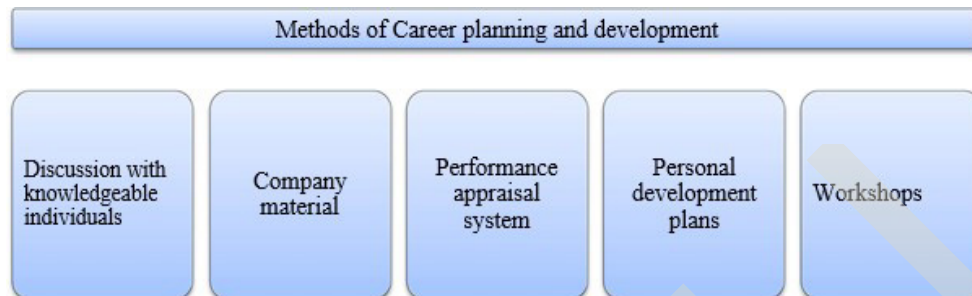 Methods of Career planning and development
Discussion with
knowledgeable
individuals
Company
material
Performance
appraisal
system
Personal
development
plans
Workshops